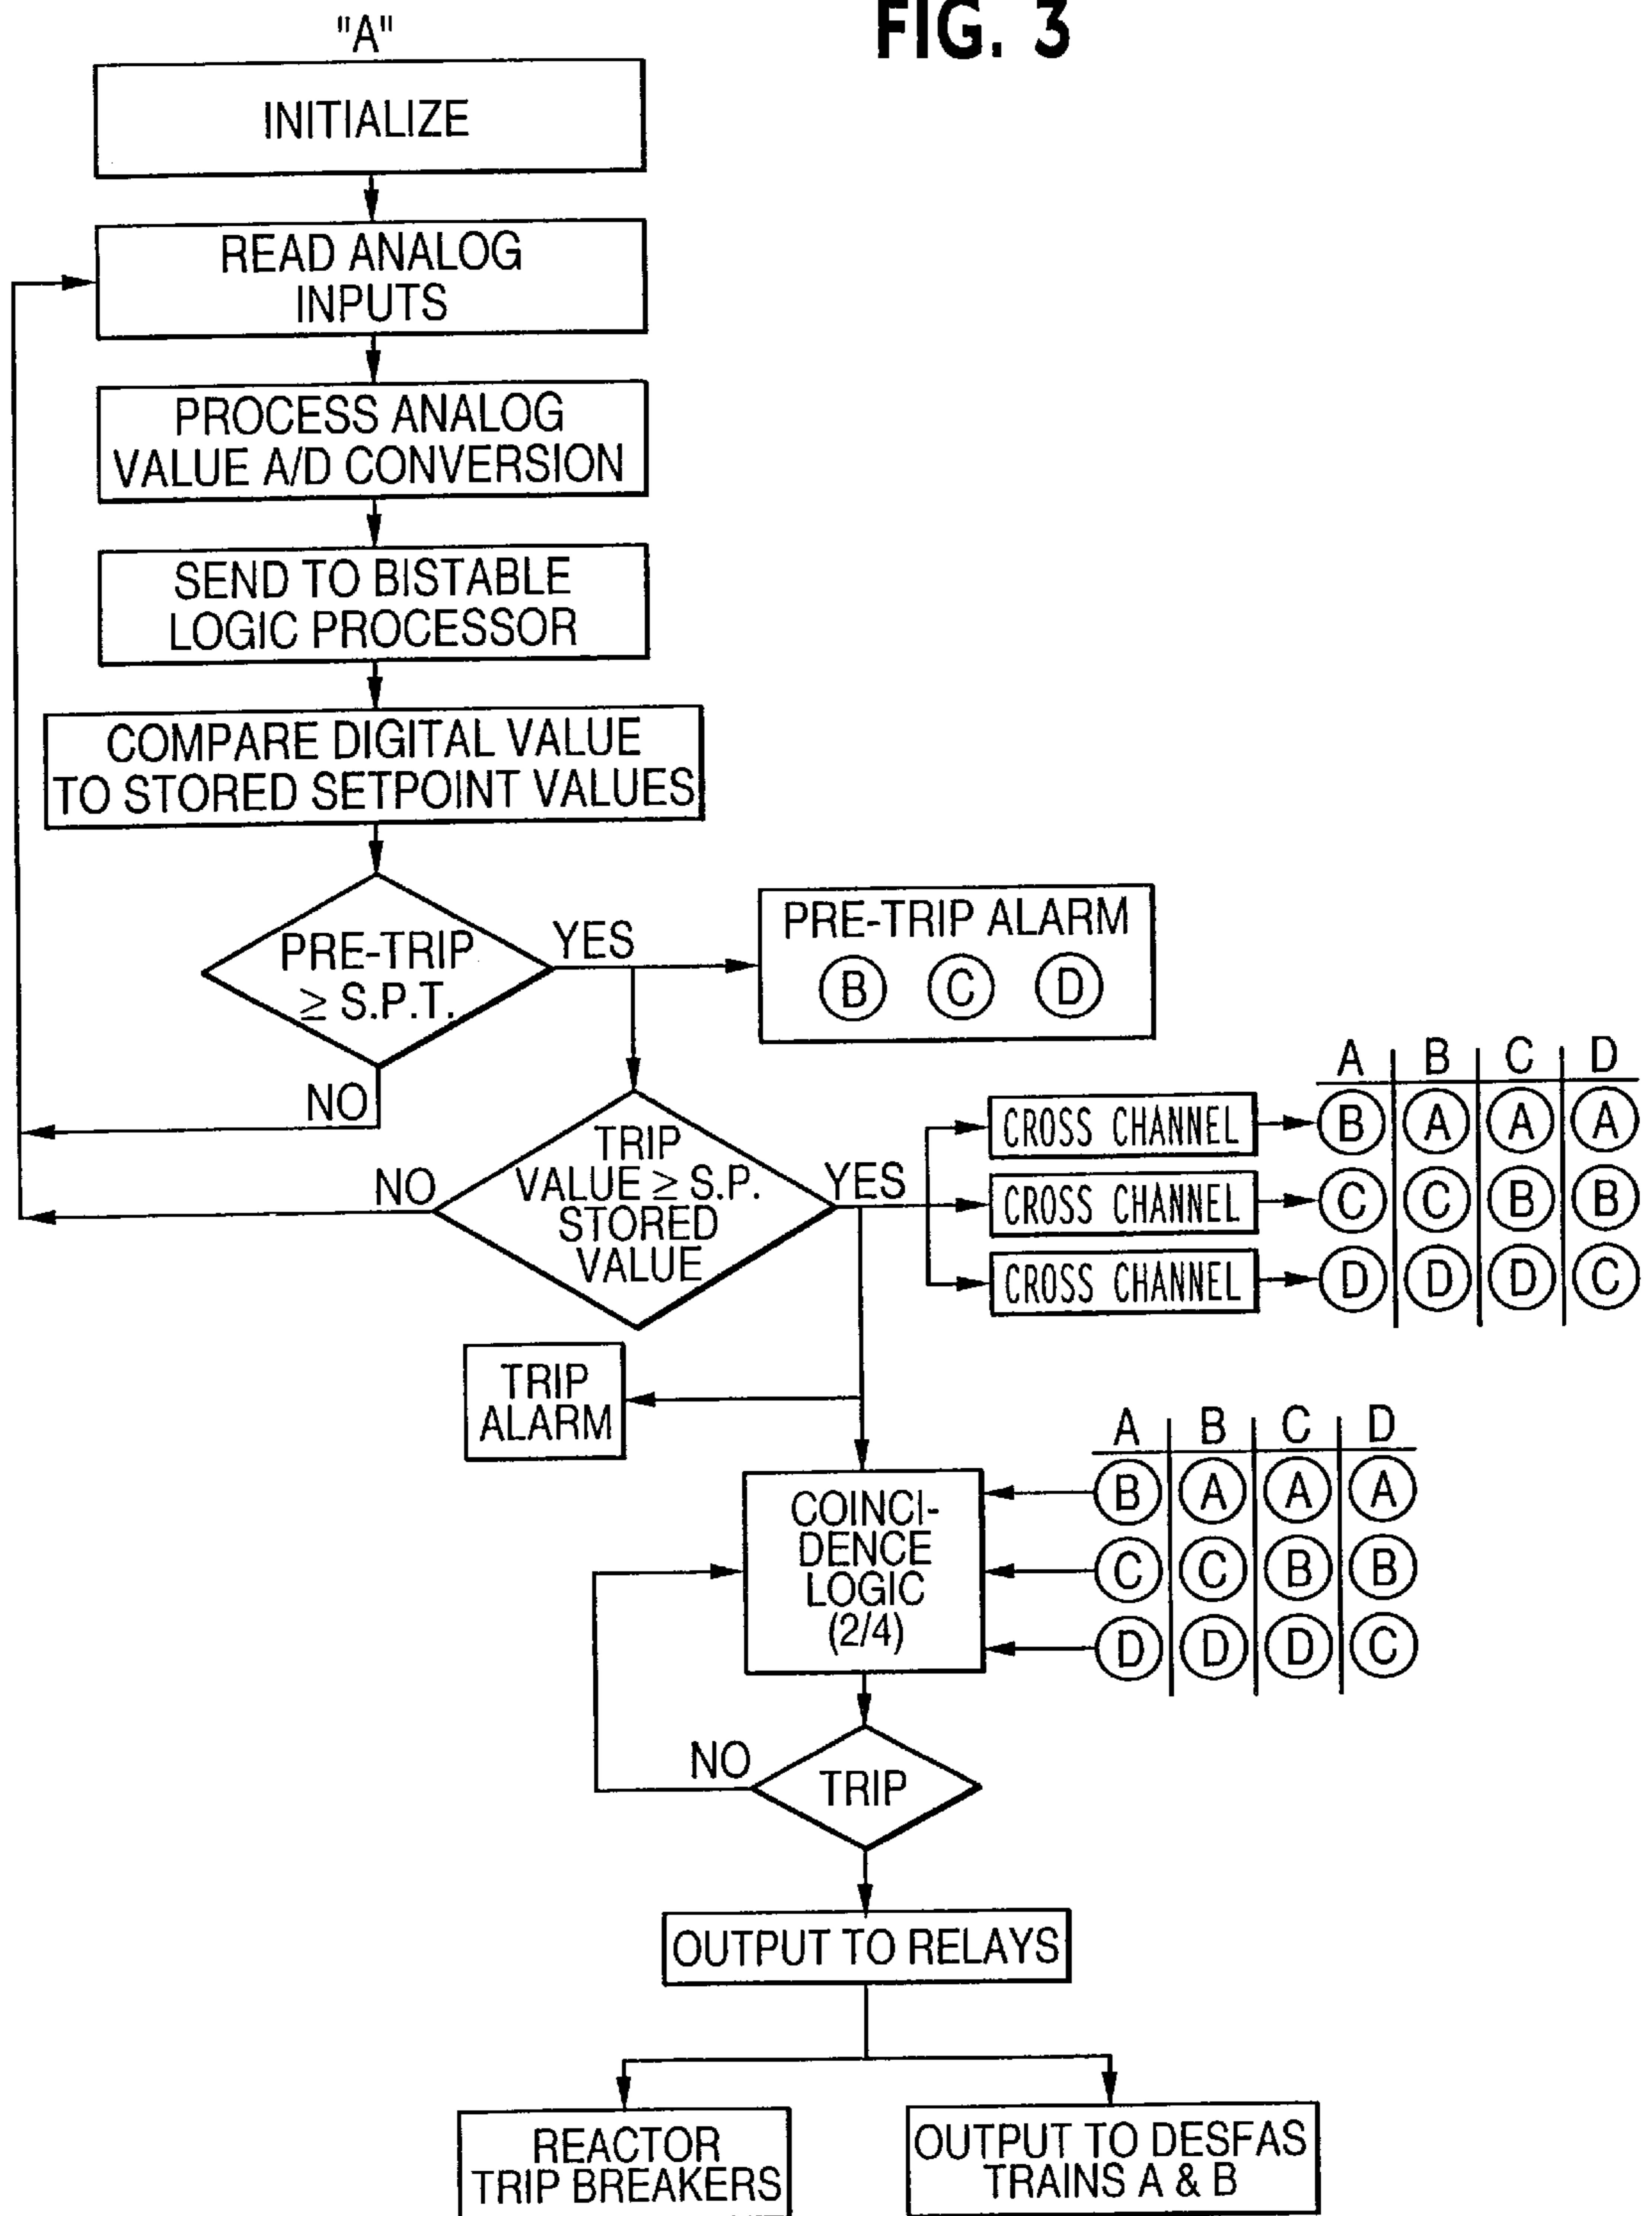 FIG. 3
"A"
INITIALIZE
READ ANALOG
INPUTS
PROCESS ANALOG
VALUE A/D CONVERSION
SEND TO BISTABLE
LOGIC PROCESSOR
COMPARE DIGITAL VALUE
TO STORED SETPOINT VALUES
PRE-TRIP
≥ S.P.T.
YES
NO
PRE-TRIP ALARM
B C D
TRIP
VALUE ≥ S.P.
STORED
VALUE
NO
YES
CROSS CHANNEL
CROSS CHANNEL
CROSS CHANNEL
A B C D
B A A A
C C B B
D D D C
TRIP
ALARM
COINCI-
DENCE
LOGIC
(2/4)
A B C D
B A A A
C C B B
D D D C
NO
TRIP
OUTPUT TO RELAYS
REACTOR
TRIP BREAKERS
OUTPUT TO DESFAS
TRAINS A & B